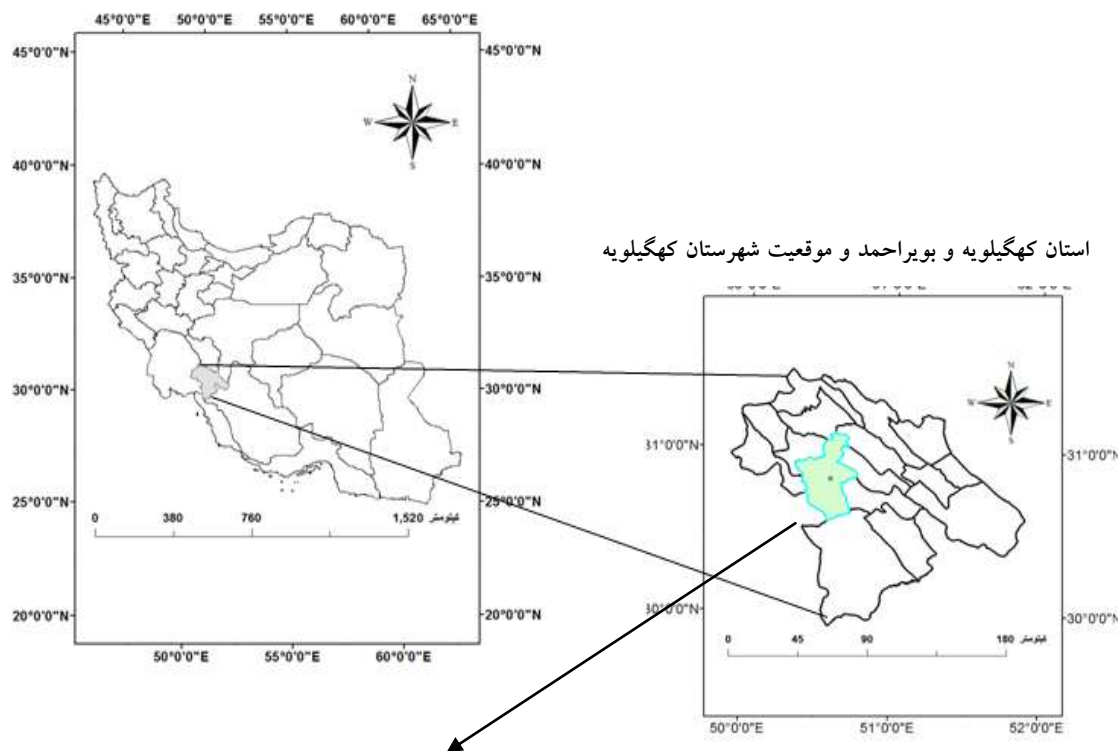 45°0'0"E 50°0'0"E 55°0'0"E 60°0'0"E 65°0'0"E
45°0'0"N 45°0'0"N
N
W E
S
40°0'0"N 40°0'0"N
35°0'0"N 35°0'0"N
30°0'0"N 30°0'0"N
25°0'0"N 25°0'0"N
0 380 760 1,520 کیلومتر
20°0'0"N 20°0'0"N
50°0'0"E 55°0'0"E 60°0'0"E
استان کهگیلویه و بویراحمد و موقعیت شهرستان کهگیلویه
N
W E
S
31°0'0"N 31°0'0"N
30°0'0"N 30°0'0"N
0 45 90 180 کیلومتر
50°0'0"E 51°0'0"E 52°0'0"E